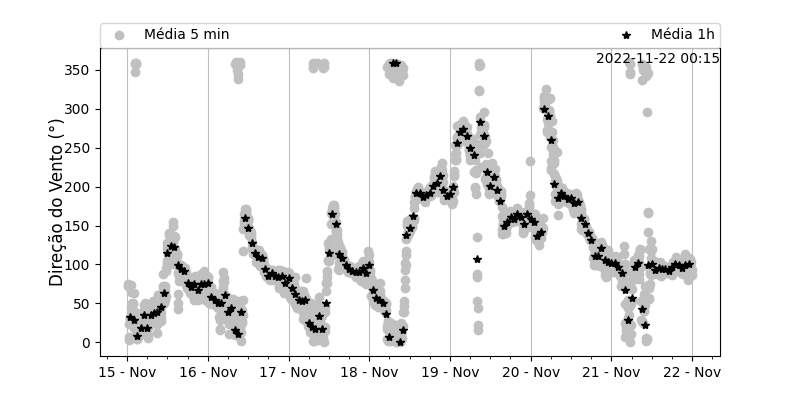 Média 5 min
Média 1h
2022-11-22 00:15
Direção do Vento (°)
350
300
250
200
150
100
50
0
15 - Nov
16 - Nov
17 - Nov
18 - Nov
19 - Nov
20 - Nov
21 - Nov
22 - Nov